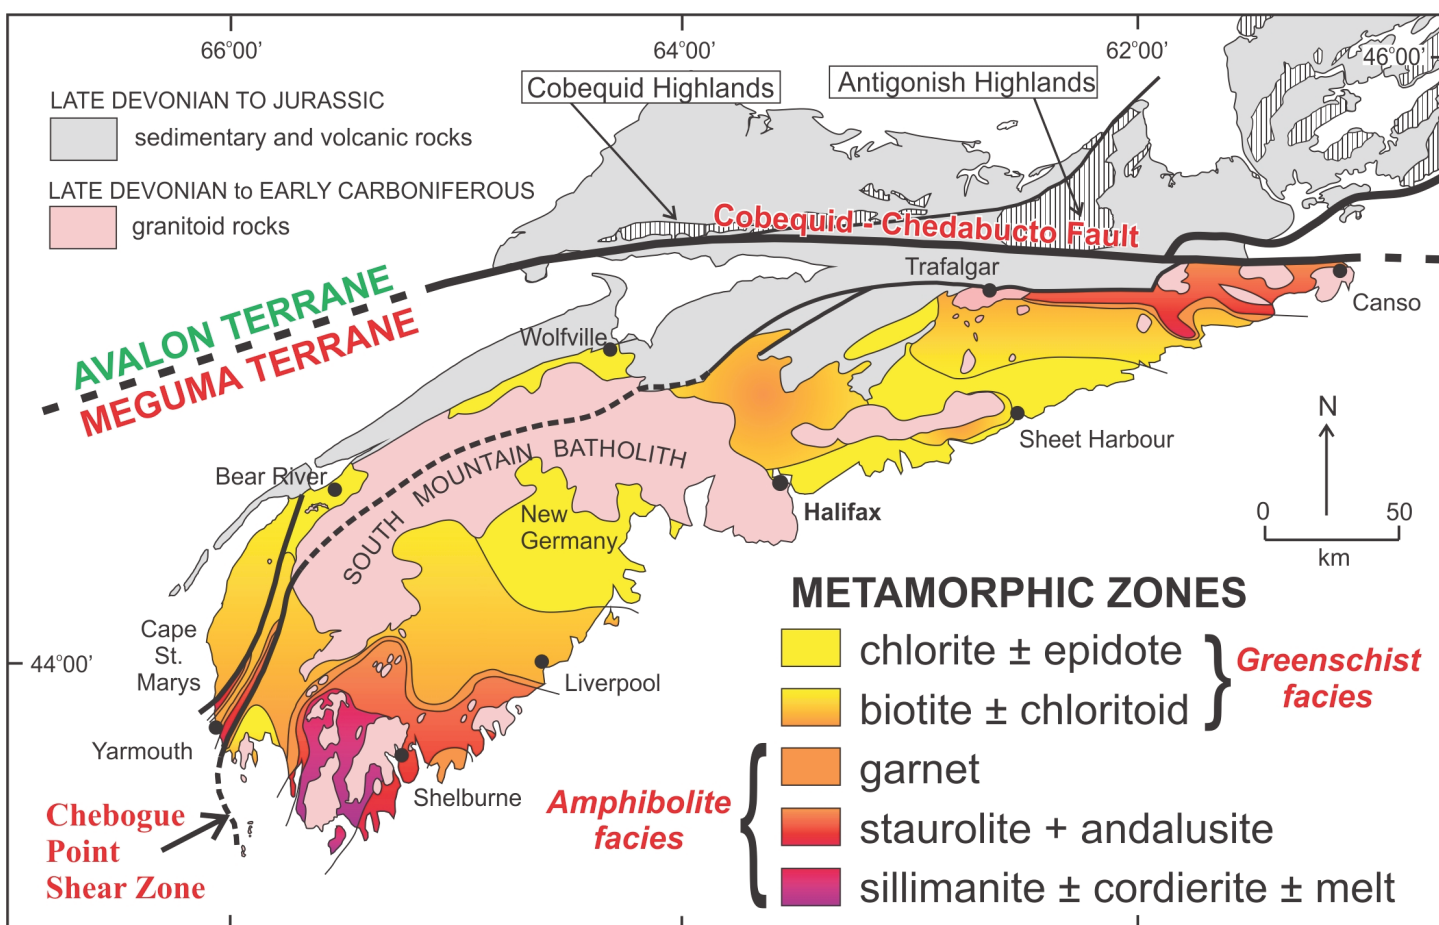 66°00'
64°00'
62°00'
46°00'
Cobequid Highlands
Antigonish Highlands
LATE DEVONIAN TO JURASSIC
sedimentary and volcanic rocks
LATE DEVONIAN to EARLY CARBONIFEROUS
granitoid rocks
Cobequid - Chedabucto Fault
Trafalgar
Canso
AVALON TERRANE
MEGUMA TERRANE
Wolfville
Sheet Harbour
N
Bear River
SOUTH MOUNTAIN BATHOLITH
New
Germany
Halifax
0 50
km
METAMORPHIC ZONES
chlorite ± epidote
biotite ± chloritoid
Greenschist
facies
garnet
staurolite + andalusite
sillimanite ± cordierite ± melt
Amphibolite
facies
Cape
St.
Marys
44°00'
Liverpool
Yarmouth
Shelburne
Chebogue
Point
Shear Zone